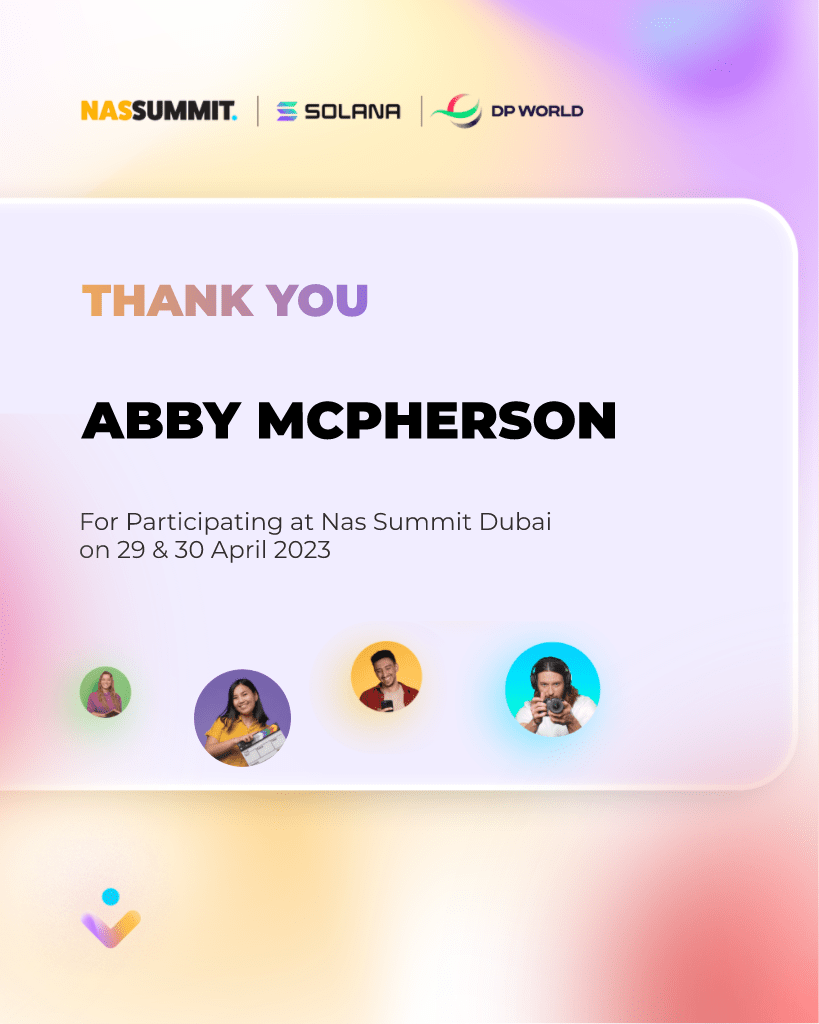 NASSUMMIT. | SOLANA | DP WORLD
THANK YOU
ABBY MCPHERSON
For Participating at Nas Summit Dubai
on 29 & 30 April 2023